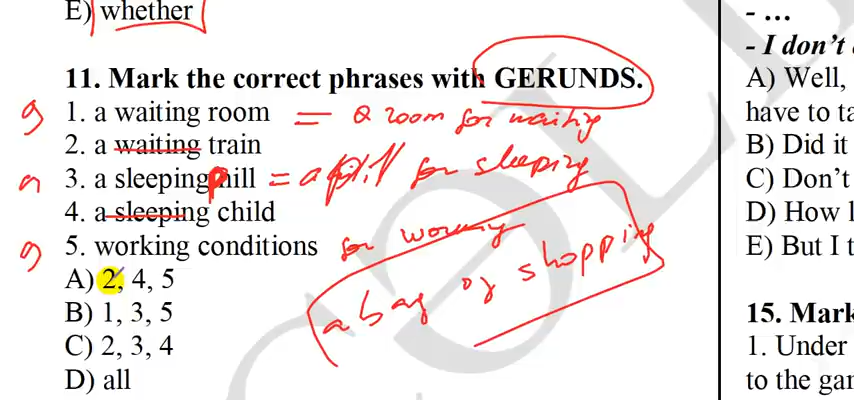 E) whether
11. Mark the correct phrases with GERUNDS.
g 1. a waiting room = a room for waiting
2. a waiting train
3. a sleeping pill = a pill for sleeping
4. a sleeping child
g 5. working conditions for working
a bag of shopping
A) 2, 4, 5
B) 1, 3, 5
C) 2, 3, 4
D) all
- ...
- I don't
A) Well,
have to ta
B) Did it
C) Don't
D) How
E) But I t
15. Mark
1. Under
to the gar